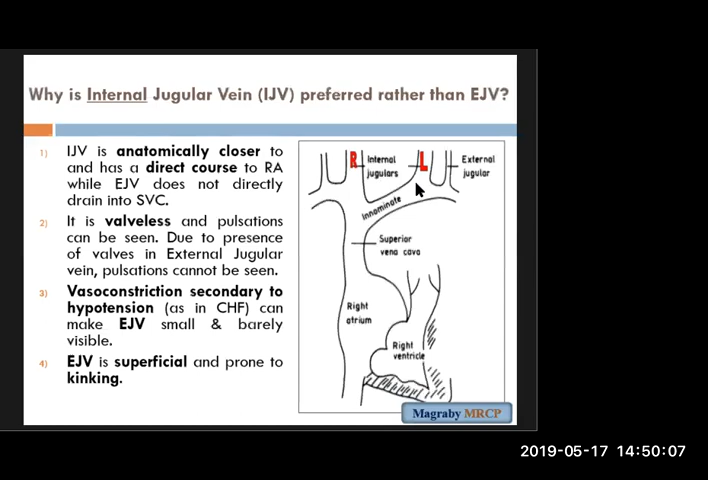 Why is Internal Jugular Vein (IJV) preferred rather than EJV?
1) IJV is anatomically closer to
and has a direct course to RA
while EJV does not directly
drain into SVC.
2) It is valveless and pulsations
can be seen. Due to presence
of valves in External Jugular
vein, pulsations cannot be seen.
3) Vasoconstriction secondary to
hypotension (as in CHF) can
make EJV small & barely
visible.
4) EJV is superficial and prone to
kinking.
R
Internal
jugulars
L
External
jugular
Innominate
Superior
vena cava
Right
atrium
Right
ventricle
Magraby MRCP
2019-05-17 14:50:07